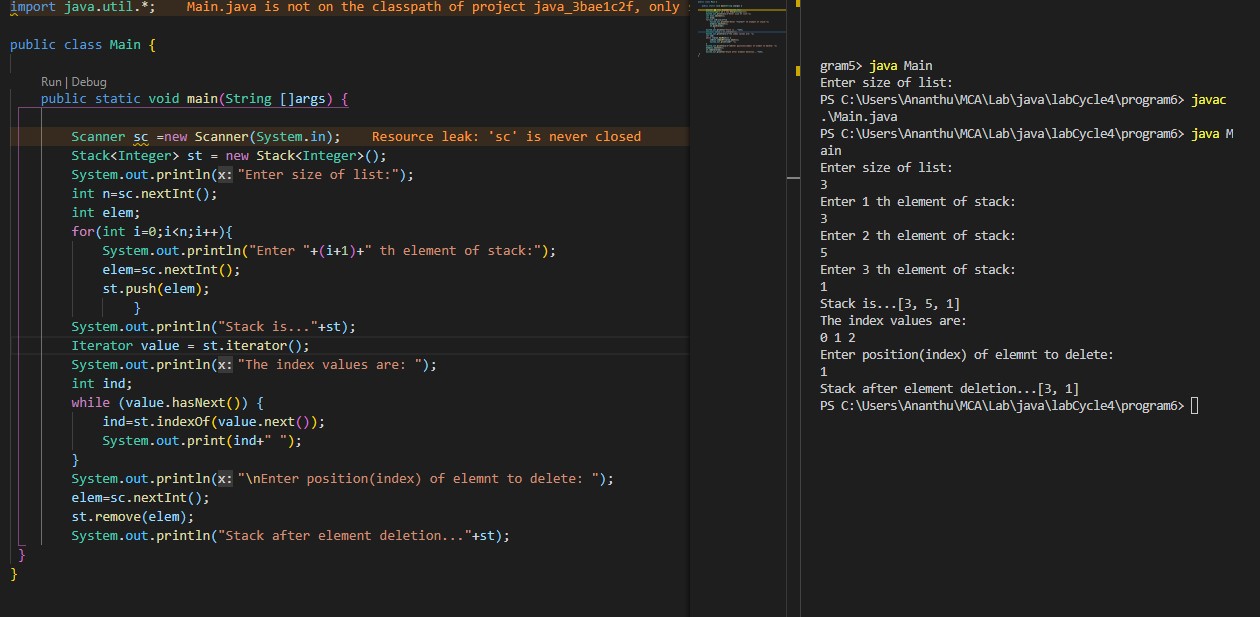 import java.util.*; Main.java is not on the classpath of project java_3bae1c2f, only
public class Main {
Run | Debug
public static void main(String []args) {
Scanner sc =new Scanner(System.in); Resource leak: 'sc' is never closed
Stack<Integer> st = new Stack<Integer>();
System.out.println(x: "Enter size of list:");
int n=sc.nextInt();
int elem;
for(int i=0;i<n;i++){
System.out.println("Enter "+(i+1)+" th element of stack:");
elem=sc.nextInt();
st.push(elem);
}
System.out.println("Stack is..."+st);
Iterator value = st.iterator();
System.out.println(x: "The index values are: ");
int ind;
while (value.hasNext()) {
ind=st.indexOf(value.next());
System.out.print(ind+" ");
}
System.out.println(x: "\nEnter position(index) of elemnt to delete: ");
elem=sc.nextInt();
st.remove(elem);
System.out.println("Stack after element deletion..."+st);
}
}
gram5> java Main
Enter size of list:
PS C:\Users\Ananthu\MCA\Lab\java\labCycle4\program6> javac
.\Main.java
PS C:\Users\Ananthu\MCA\Lab\java\labCycle4\program6> java M
ain
Enter size of list:
3
Enter 1 th element of stack:
3
Enter 2 th element of stack:
5
Enter 3 th element of stack:
1
Stack is...[3, 5, 1]
The index values are:
0 1 2
Enter position(index) of elemnt to delete:
1
Stack after element deletion...[3, 1]
PS C:\Users\Ananthu\MCA\Lab\java\labCycle4\program6>